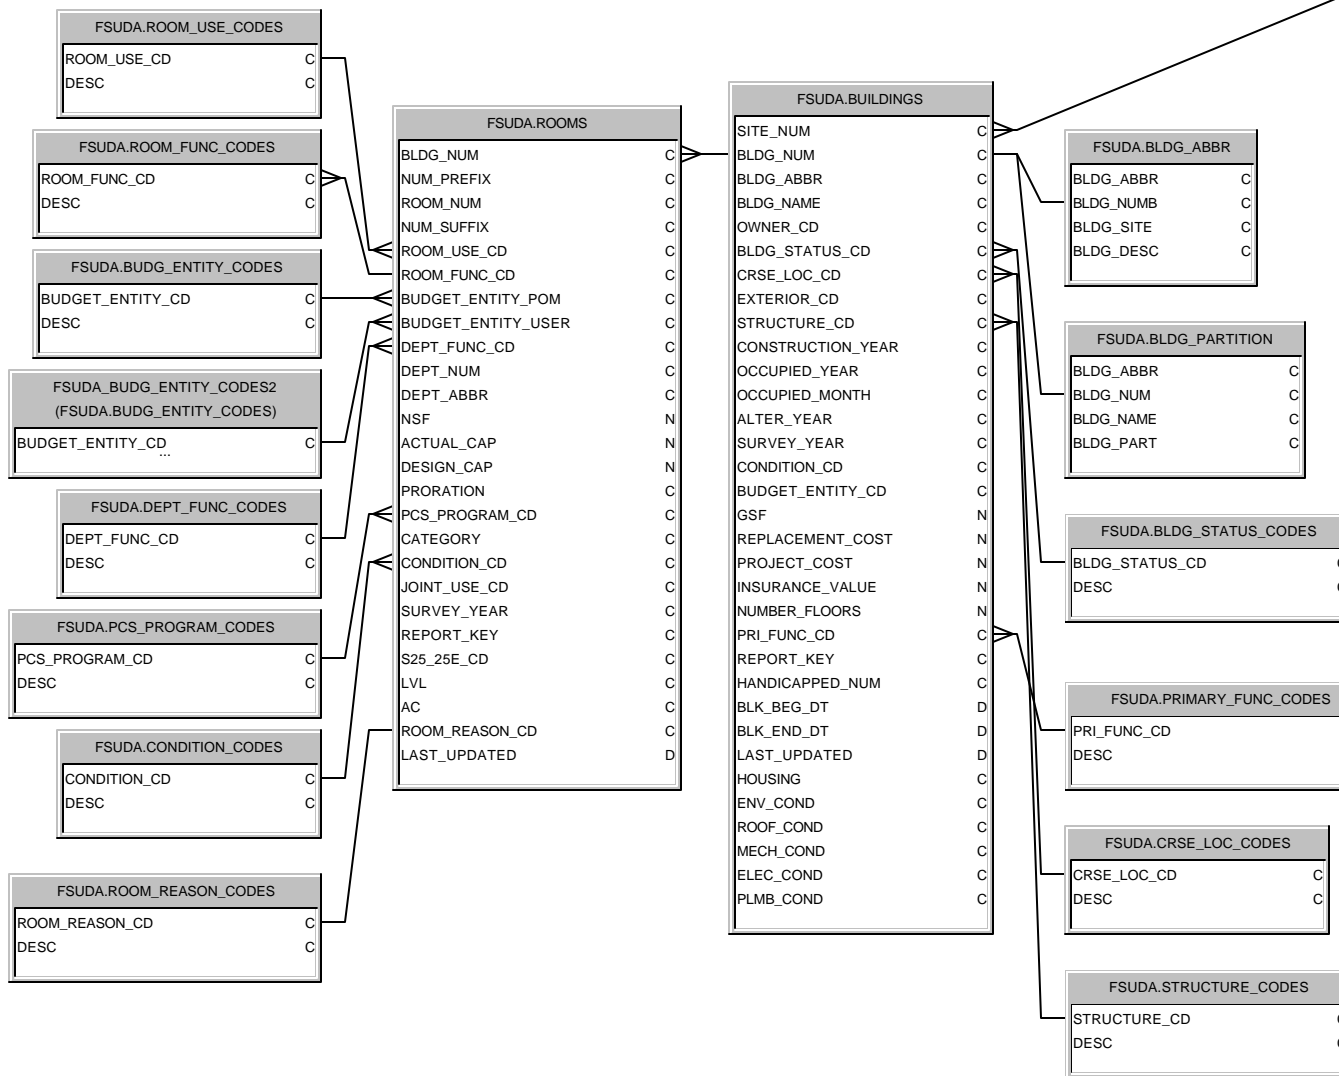 FSUDA.ROOM_USE_CODES
ROOM_USE_CD C
DESC C
FSUDA.ROOM_FUNC_CODES
ROOM_FUNC_CD C
DESC C
FSUDA.BUDG_ENTITY_CODES
BUDGET_ENTITY_CD C
DESC C
FSUDA_BUDG_ENTITY_CODES2
(FSUDA.BUDG_ENTITY_CODES)
BUDGET_ENTITY_CD C
...
FSUDA.DEPT_FUNC_CODES
DEPT_FUNC_CD C
DESC C
FSUDA.PCS_PROGRAM_CODES
PCS_PROGRAM_CD C
DESC C
FSUDA.CONDITION_CODES
CONDITION_CD C
DESC C
FSUDA.ROOM_REASON_CODES
ROOM_REASON_CD C
DESC C
FSUDA.ROOMS
BLDG_NUM C
NUM_PREFIX C
ROOM_NUM C
NUM_SUFFIX C
ROOM_USE_CD C
ROOM_FUNC_CD C
BUDGET_ENTITY_POM C
BUDGET_ENTITY_USER C
DEPT_FUNC_CD C
DEPT_NUM C
DEPT_ABBR C
NSF N
ACTUAL_CAP N
DESIGN_CAP N
PRORATION C
PCS_PROGRAM_CD C
CATEGORY C
CONDITION_CD C
JOINT_USE_CD C
SURVEY_YEAR C
REPORT_KEY C
S25_25E_CD C
LVL C
AC C
ROOM_REASON_CD C
LAST_UPDATED D
FSUDA.BUILDINGS
SITE_NUM C
BLDG_NUM C
BLDG_ABBR C
BLDG_NAME C
OWNER_CD C
BLDG_STATUS_CD C
CRSE_LOC_CD C
EXTERIOR_CD C
STRUCTURE_CD C
CONSTRUCTION_YEAR C
OCCUPIED_YEAR C
OCCUPIED_MONTH C
ALTER_YEAR C
SURVEY_YEAR C
CONDITION_CD C
BUDGET_ENTITY_CD C
GSF N
REPLACEMENT_COST N
PROJECT_COST N
INSURANCE_VALUE N
NUMBER_FLOORS N
PRI_FUNC_CD C
REPORT_KEY C
HANDICAPPED_NUM C
BLK_BEG_DT D
BLK_END_DT D
LAST_UPDATED D
HOUSING C
ENV_COND C
ROOF_COND C
MECH_COND C
ELEC_COND C
PLMB_COND C
FSUDA.BLDG_ABBR
BLDG_ABBR C
BLDG_NUMB C
BLDG_SITE C
BLDG_DESC C
FSUDA.BLDG_PARTITION
BLDG_ABBR C
BLDG_NUM C
BLDG_NAME C
BLDG_PART C
FSUDA.BLDG_STATUS_CODES
BLDG_STATUS_CD
DESC
FSUDA.PRIMARY_FUNC_CODES
PRI_FUNC_CD
DESC
FSUDA.CRSE_LOC_CODES
CRSE_LOC_CD C
DESC C
FSUDA.STRUCTURE_CODES
STRUCTURE_CD
DESC